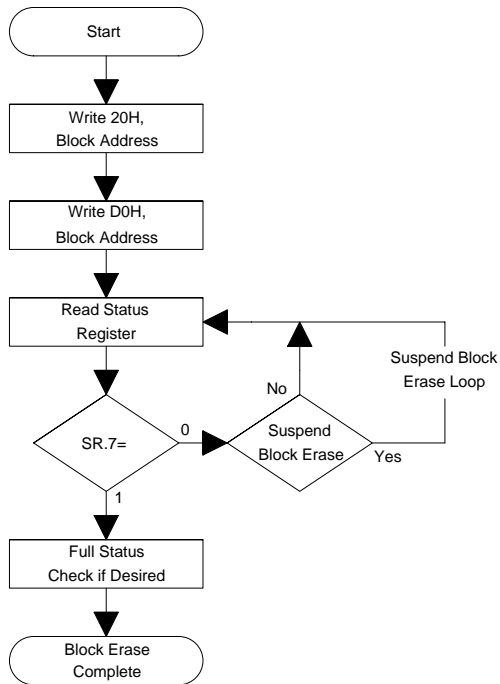 Start
Write 20H,
Block Address
Write D0H,
Block Address
Read Status
Register
Suspend Block
Erase Loop
No
SR.7=
0
Suspend
Block Erase
Yes
1
Full Status
Check if Desired
Block Erase
Complete